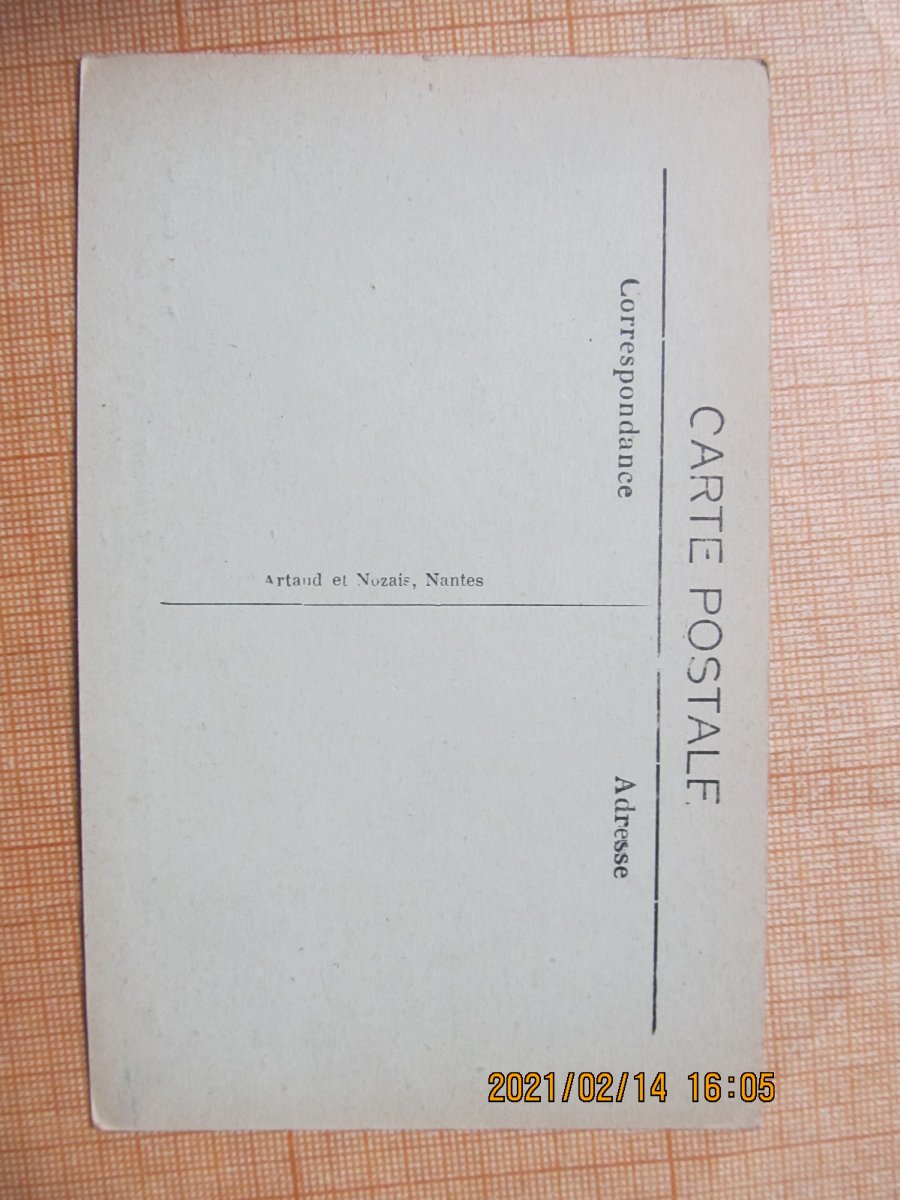 CARTE POSTALE
Correspondance
Adresse
Artaud et Nozais, Nantes
2021/02/14 16:05